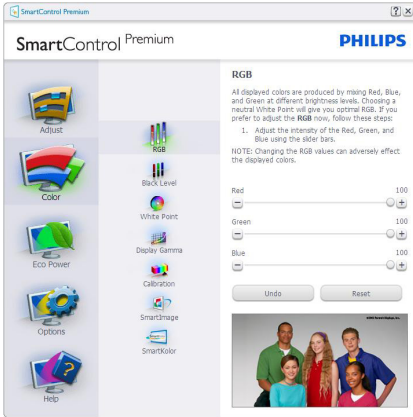 SmartControl Premium
SmartControl Premium
PHILIPS
Adjust
Color
Eco Power
Options
Help
RGB
Black Level
White Point
Display Gamma
Calibration
SmartImage
SmartKolor
RGB
All displayed colors are produced by mixing Red, Blue,
and Green at different brightness levels. Choosing a
neutral White Point will give you optimal RGB. If you
prefer to adjust the RGB now, follow these steps:
1. Adjust the intensity of the Red, Green, and
Blue using the slider bars.
NOTE: Changing the RGB values can adversely effect
the displayed colors.
Red 100
Green 100
Blue 100
Undo Reset